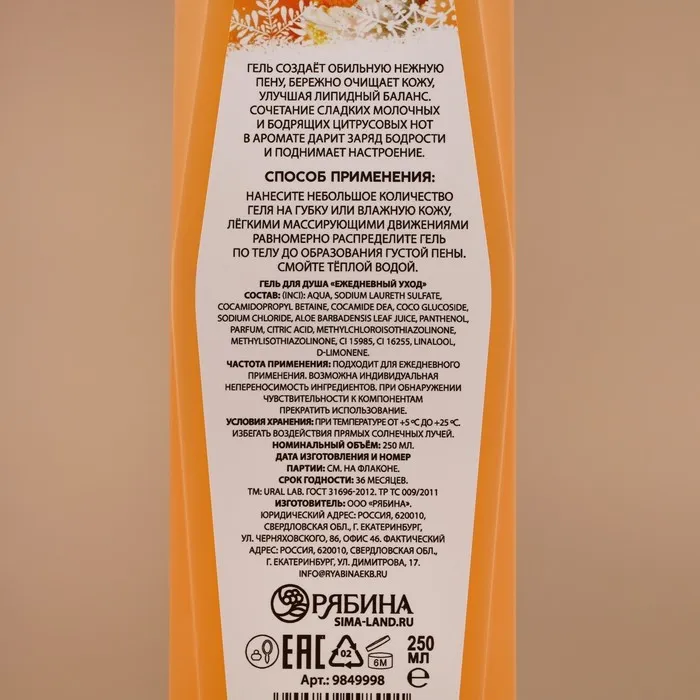 ГЕЛЬ СОЗДАЁТ ОБИЛЬНУЮ НЕЖНУЮ
ПЕНУ, БЕРЕЖНО ОЧИЩАЕТ КОЖУ,
УЛУЧШАЯ ЛИПИДНЫЙ БАЛАНС.
СОЧЕТАНИЕ СЛАДКИХ МОЛОЧНЫХ
И БОДРЯЩИХ ЦИТРУСОВЫХ НОТ
В АРОМАТЕ ДАРИТ ЗАРЯД БОДРОСТИ
И ПОДНИМАЕТ НАСТРОЕНИЕ.
СПОСОБ ПРИМЕНЕНИЯ:
НАНЕСИТЕ НЕБОЛЬШОЕ КОЛИЧЕСТВО
ГЕЛЯ НА ГУБКУ ИЛИ ВЛАЖНУЮ КОЖУ,
ЛЁГКИМИ МАССИРУЮЩИМИ ДВИЖЕНИЯМИ
РАВНОМЕРНО РАСПРЕДЕЛИТЕ ГЕЛЬ
ПО ТЕЛУ ДО ОБРАЗОВАНИЯ ГУСТОЙ ПЕНЫ.
СМОЙТЕ ТЁПЛОЙ ВОДОЙ.
ГЕЛЬ ДЛЯ ДУША «ЕЖЕДНЕВНЫЙ УХОД»
СОСТАВ: (INCI): AQUA, SODIUM LAURETH SULFATE,
COCAMIDOPROPYL BETAINE, COCAMIDE DEA, COCO GLUCOSIDE,
SODIUM CHLORIDE, ALOE BARBADENSIS LEAF JUICE, PANTHENOL,
PARFUM, CITRIC ACID, METHYLCHLOROISOTHIAZOLINONE,
METHYLISOTHIAZOLINONE, CI 15985, CI 16255, LINALOOL,
D-LIMONENE.
ЧАСТОТА ПРИМЕНЕНИЯ: ПОДХОДИТ ДЛЯ ЕЖЕДНЕВНОГО
ПРИМЕНЕНИЯ. ВОЗМОЖНА ИНДИВИДУАЛЬНАЯ
НЕПЕРЕНОСИМОСТЬ ИНГРЕДИЕНТОВ. ПРИ ОБНАРУЖЕНИИ
ЧУВСТВИТЕЛЬНОСТИ К КОМПОНЕНТАМ
ПРЕКРАТИТЬ ИСПОЛЬЗОВАНИЕ.
УСЛОВИЯ ХРАНЕНИЯ: ПРИ ТЕМПЕРАТУРЕ ОТ +5 ºС ДО +25 ºС.
ИЗБЕГАТЬ ВОЗДЕЙСТВИЯ ПРЯМЫХ СОЛНЕЧНЫХ ЛУЧЕЙ.
НОМИНАЛЬНЫЙ ОБЪЁМ: 250 МЛ.
ДАТА ИЗГОТОВЛЕНИЯ И НОМЕР
ПАРТИИ: СМ. НА ФЛАКОНЕ.
СРОК ГОДНОСТИ: 36 МЕСЯЦЕВ.
ТМ: URAL LAB. ГОСТ 31696-2012. ТР ТС 009/2011
ИЗГОТОВИТЕЛЬ: ООО «РЯБИНА».
ЮРИДИЧЕСКИЙ АДРЕС: РОССИЯ, 620010,
СВЕРДЛОВСКАЯ ОБЛ., Г. ЕКАТЕРИНБУРГ,
УЛ. ЧЕРНЯХОВСКОГО, 86, ОФИС 46. ФАКТИЧЕСКИЙ
АДРЕС: РОССИЯ, 620010, СВЕРДЛОВСКАЯ ОБЛ.,
Г. ЕКАТЕРИНБУРГ, УЛ. ДИМИТРОВА, 17.
INFO@RYABINAEKB.RU
РЯБИНА
SIMA-LAND.RU
EAC 02 6M 250 МЛ e
Арт.: 9849998